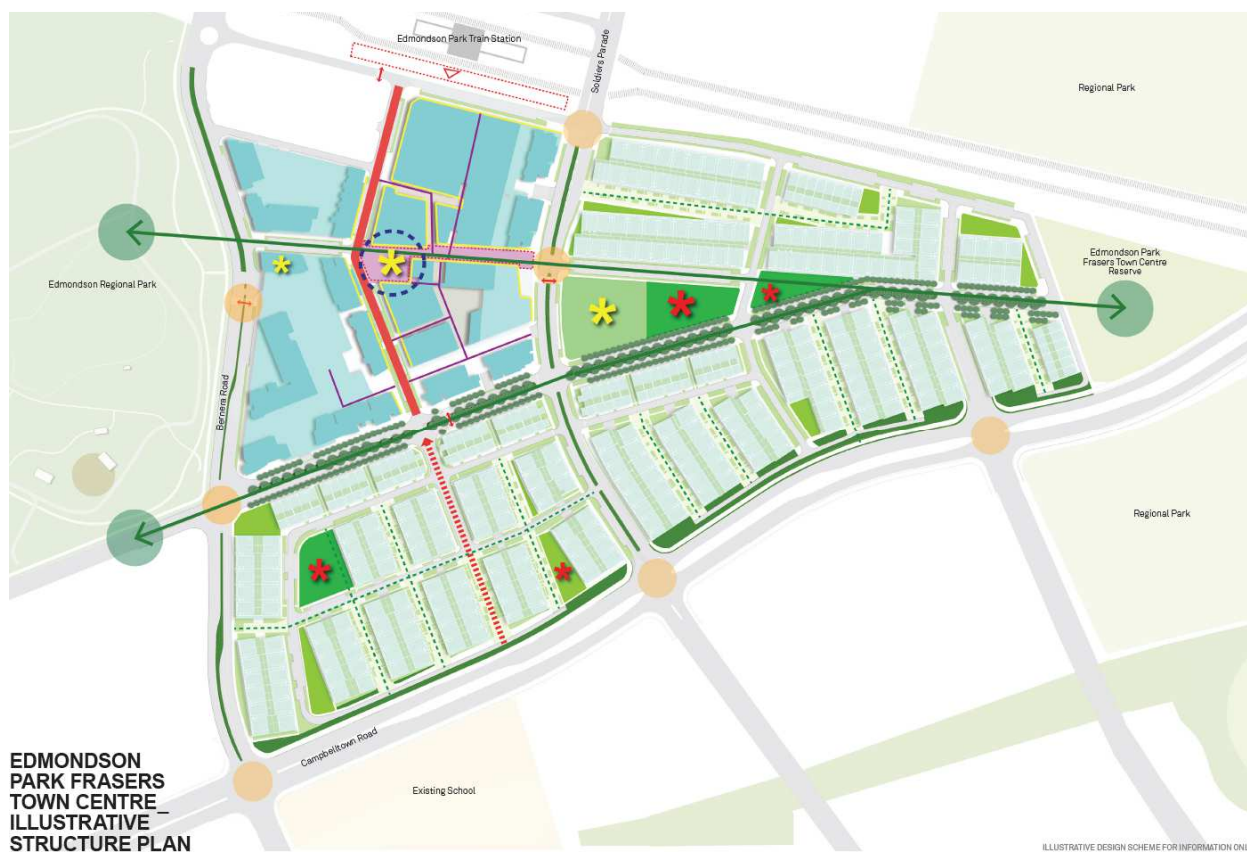 Edmondson Park Train Station
Soldiers Parade
Regional Park
Edmondson Park
Frasers Town Centre
Reserve
Edmondson Regional Park
Bernera Road
Regional Park
Campbelltown Road
Existing School
EDMONDSON
PARK FRASERS
TOWN CENTRE_
ILLUSTRATIVE
STRUCTURE PLAN
ILLUSTRATIVE DESIGN SCHEME FOR INFORMATION ONL